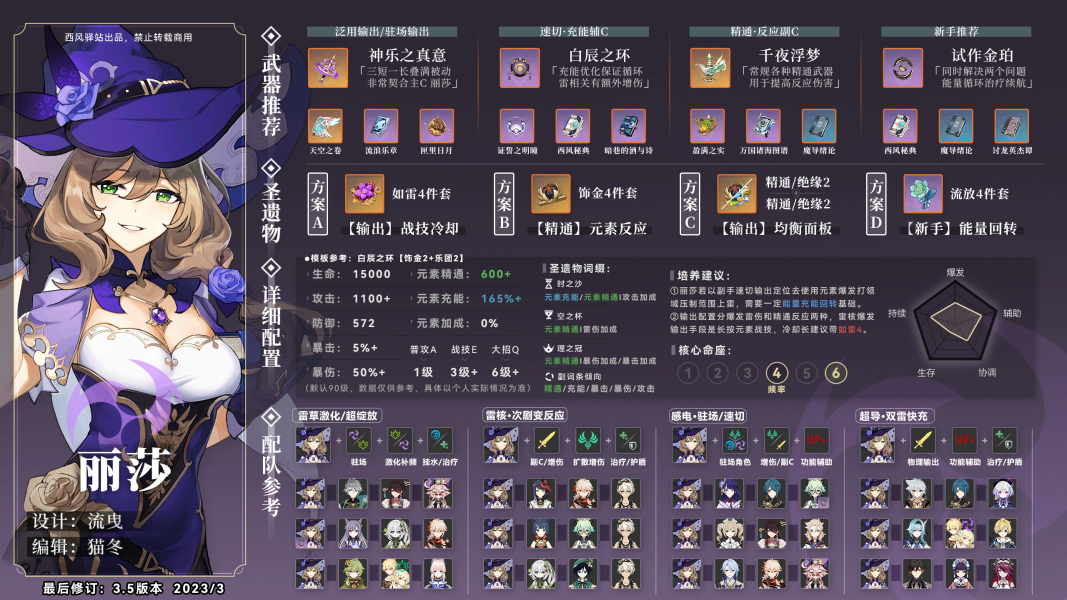 西风驿站出品，禁止转载商用
丽莎
设计：流曳
编辑：猫冬
最后修订：3.5版本 2023/3
武器推荐
泛用输出/驻场输出
神乐之真意
「三短一长叠满被动
非常契合主C 丽莎」
天空之卷 流浪乐章 匣里日月
速切·充能辅C
白辰之环
「充能优化保证循环
雷相关有额外增伤」
证誓之明瞳 西风秘典 暗巷的酒与诗
精通·反应副C
千夜浮梦
「常规各种精通武器
用于提高反应伤害」
盈满之实 万国诸海图谱 魔导绪论
新手推荐
试作金珀
「同时解决两个问题
能量循环治疗续航」
西风秘典 魔导绪论 讨龙英杰谭
圣遗物
方案A
如雷4件套
【输出】战技冷却
方案B
饰金4件套
【精通】元素反应
方案C
精通/绝缘2
精通/绝缘2
【输出】均衡面板
方案D
流放4件套
【新手】能量回转
详细配置
●模板参考：白辰之环【饰金2+乐团2】
生命： 15000 元素精通： 600+
攻击： 1100+ 元素充能： 165%+
防御： 572 元素加成： 0%
暴击： 5%+ 普攻A 战技E 大招Q
暴伤： 50%+ 1级 3级+ 6级+
(默认90级，数据仅供参考，具体以个人实际情况为准)
圣遗物词缀：
时之沙
元素充能/元素精通|攻击加成
空之杯
元素精通|雷伤加成
理之冠
元素精通|暴伤加成/暴击加成
副词条倾向
精通/充能/暴击/暴伤/攻击
培养建议：
①丽莎若以副手速切输出定位去使用元素爆发打领
域压制范围上雷，需要一定能量充能回转基础。
②输出配置分爆发雷伤和精通反应两种，雷核爆发
输出手段是长按元素战技，冷却长建议带如雷4。
核心命座：
1 2 3 4 5 6
频率
爆发
辅助
协调
生存
持续
配队参考
雷草激化/超绽放
驻场 激化补频 挂水/治疗
雷核·次剧变反应
副C/增伤 扩散增伤 治疗/护盾
感电·驻场/速切
UP+
驻场角色 增伤/副C 功能辅助
超导·双雷快充
UP+
物理输出 功能辅助 治疗/护盾